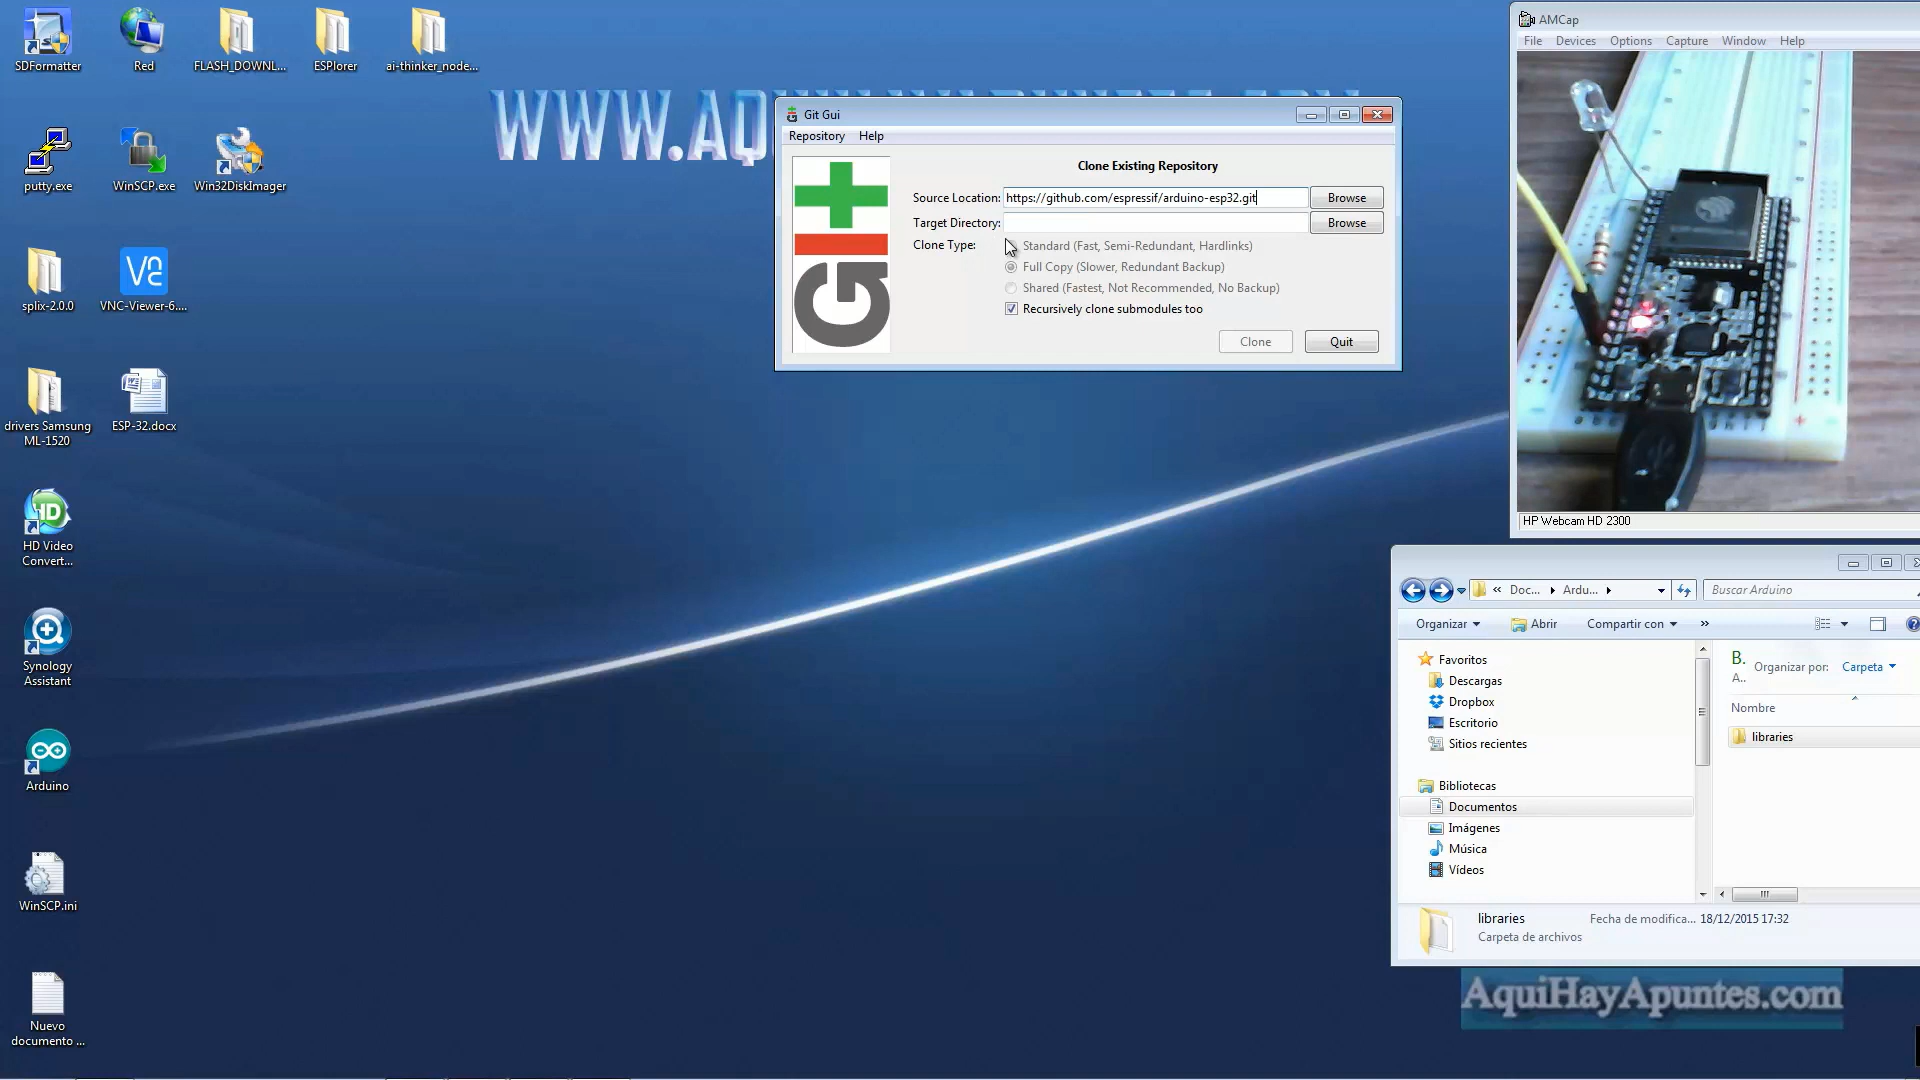 SDFormatter
Red
FLASH_DOWNL...
ESPlorer
ai-thinker_node...
putty.exe
WinSCP.exe
Win32DiskImager
splix-2.0.0
VNC-Viewer-6....
drivers Samsung
ML-1520
ESP-32.docx
HD Video
Convert...
Synology
Assistant
Arduino
WinSCP.ini
Nuevo
documento ...
WWW.AQ
Git Gui
Repository Help
Clone Existing Repository
Source Location: https://github.com/espressif/arduino-esp32.git Browse
Target Directory: Browse
Clone Type: Standard (Fast, Semi-Redundant, Hardlinks)
Full Copy (Slower, Redundant Backup)
Shared (Fastest, Not Recommended, No Backup)
Recursively clone submodules too
Clone Quit
AMCap
File Devices Options Capture Window Help
HP Webcam HD 2300
« Doc... Ardu... Buscar Arduino
Organizar Abrir Compartir con »
Favoritos
Descargas
Dropbox
Escritorio
Sitios recientes
Bibliotecas
Documentos
Imágenes
Música
Vídeos
B.
A..
Organizar por: Carpeta
Nombre
libraries
libraries Fecha de modifica... 18/12/2015 17:32
Carpeta de archivos
AquiHayApuntes.com